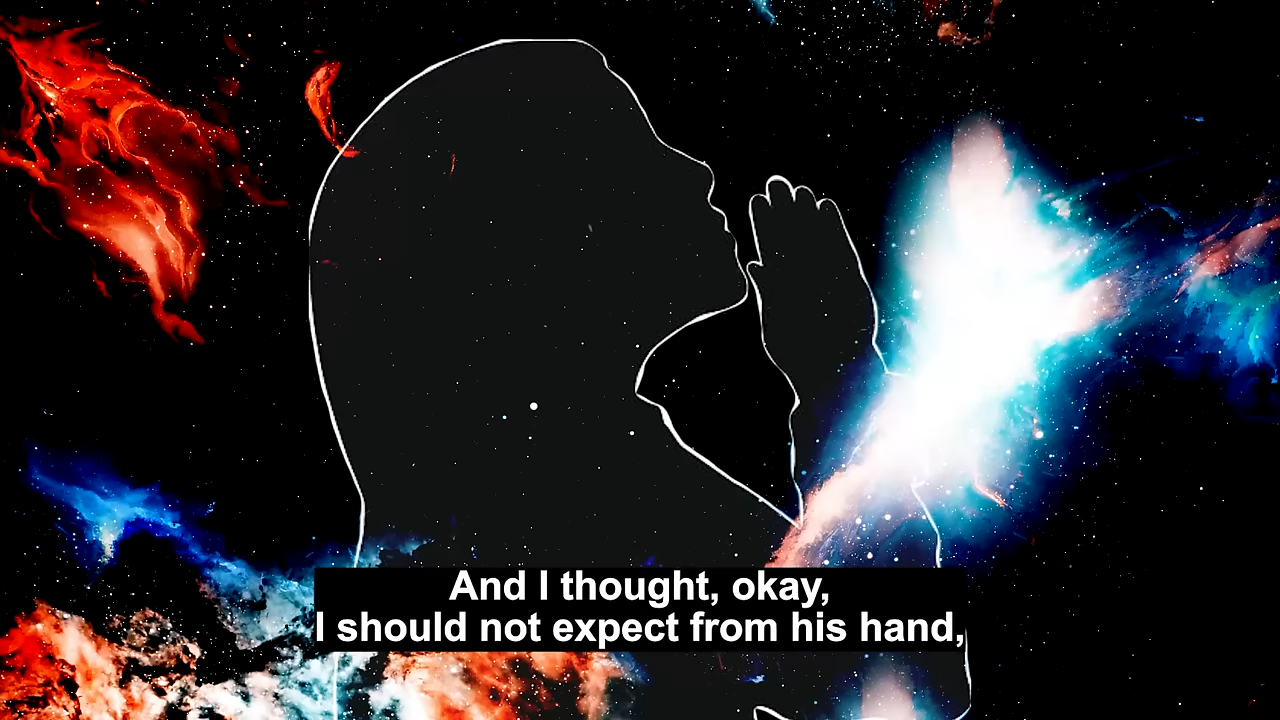 And I thought, okay,
I should not expect from his hand,